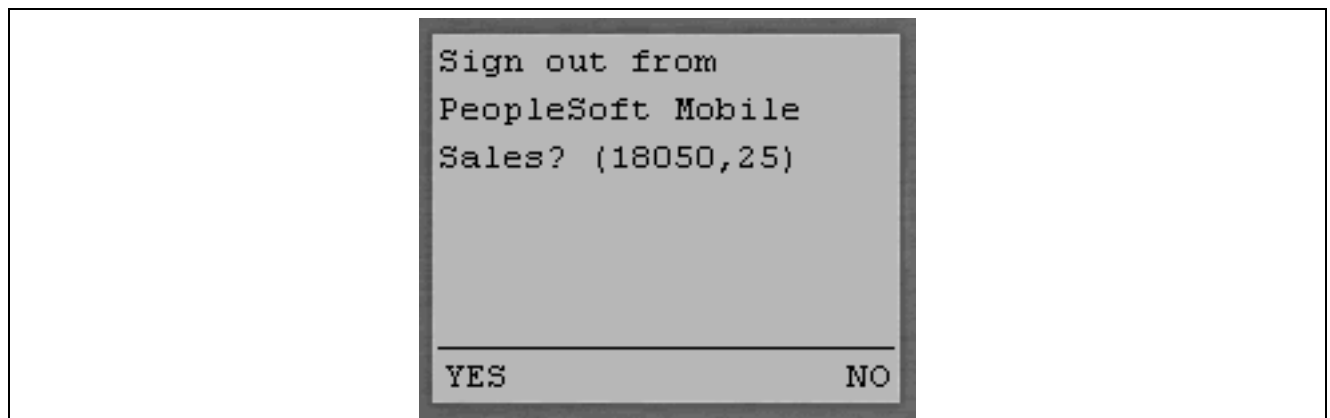 Sign out from
PeopleSoft Mobile
Sales? (18050,25)
YES NO